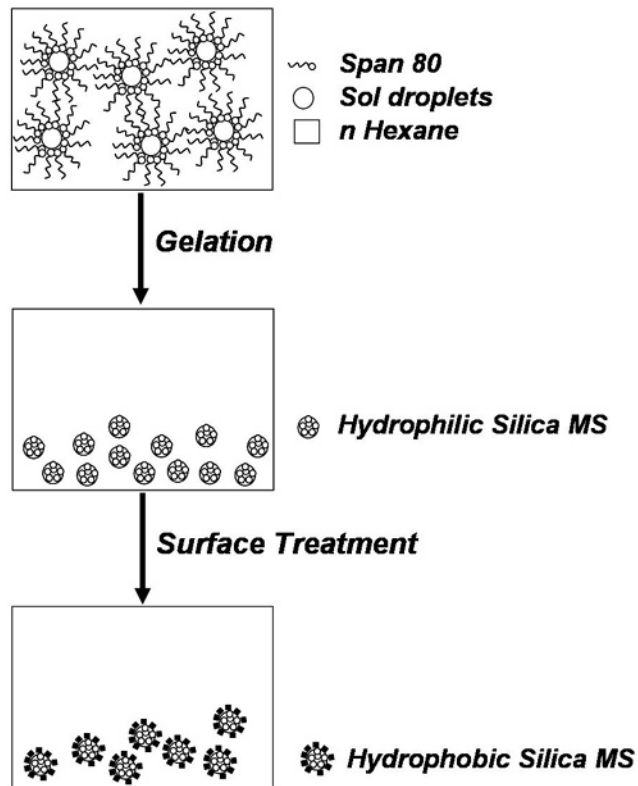 Span 80
Sol droplets
n Hexane
Gelation
Hydrophilic Silica MS
Surface Treatment
Hydrophobic Silica MS